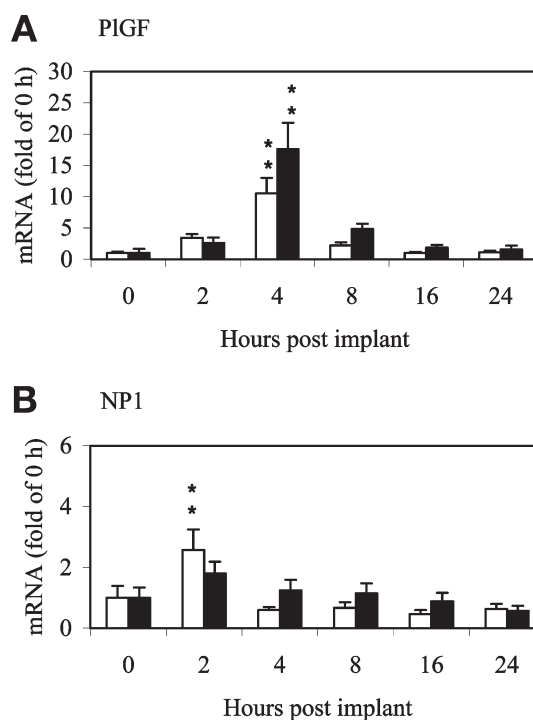 A PlGF
mRNA (fold of 0 h)
30
25
20
15
10
5
0
* *
* *
0 2 4 8 16 24
Hours post implant
B NP1
mRNA (fold of 0 h)
6
4
2
0
* *
0 2 4 8 16 24
Hours post implant